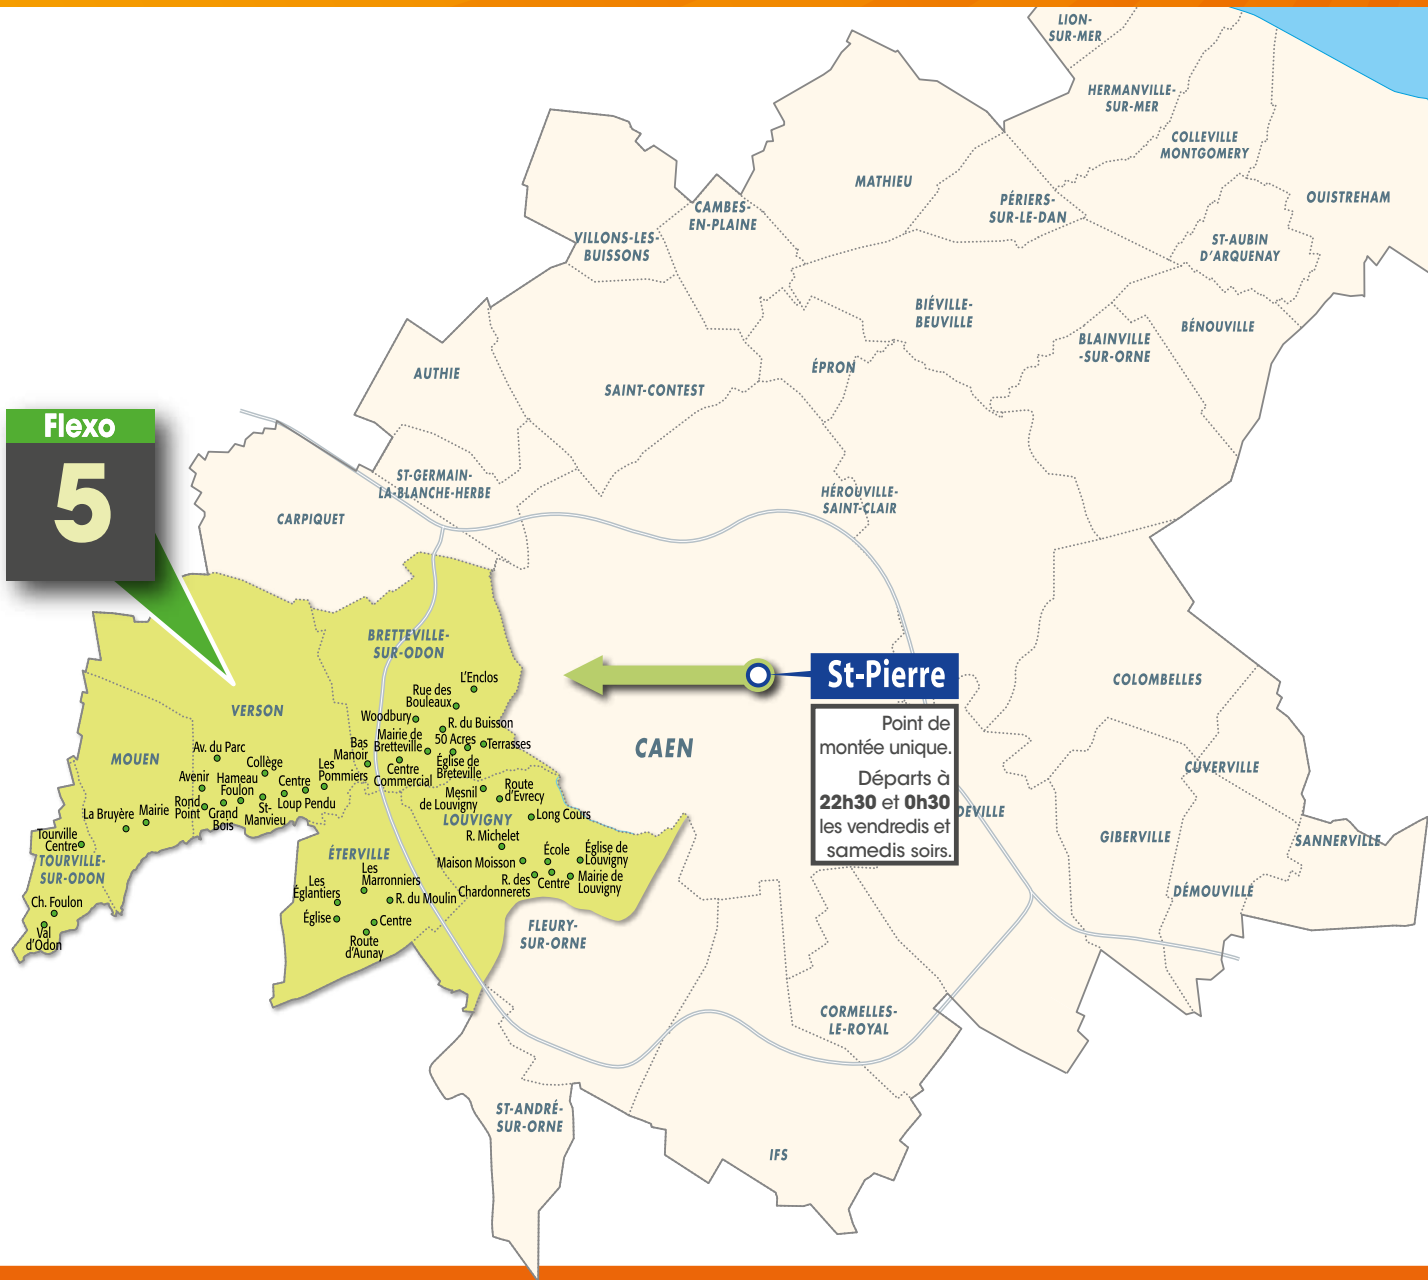 LION-
SUR-MER
HERMANVILLE-
SUR-MER
COLLEVILLE
MONTGOMERY
OUISTREHAM
MATHIEU
PÉRIERS-
SUR-LE-DAN
CAMBES-
EN-PLAINE
VILLONS-LES-
BUISSONS
ST-AUBIN
D'ARQUENAY
BIÉVILLE-
BEUVILLE
BÉNOUVILLE
BLAINVILLE
-SUR-ORNE
ÉPRON
AUTHIE
SAINT-CONTEST
Flexo
5
ST-GERMAIN-
LA-BLANCHE-HERBE
CARPIQUET
HÉROUVILLE-
SAINT-CLAIR
BRETTEVILLE-
SUR-ODON
St-Pierre
Point de
montée unique.
Départs à
22h30 et 0h30
les vendredis et
samedis soirs.
COLOMBELLES
L'Enclos
Rue des
Bouleaux
Woodbury
R. du Buisson
Mairie de
Bretteville
50 Acres
Terrasses
Bas
Manoir
Église de
Breteville
Centre
Commercial
VERSON
CAEN
MOUEN
Av. du Parc
Collège
Les
Pommiers
Avenir
Hameau
Foulon
Centre
Loup Pendu
Rond
Point
Grand
Bois
St-
Manvieu
La Bruyère
Mairie
Tourville
Centre
TOURVILLE-
SUR-ODON
Ch. Foulon
Val
d'Odon
Mesnil
de Louvigny
Route
d'Evrecy
LOUVIGNY
Long Cours
R. Michelet
École
Église de
Louvigny
Maison Moisson
R. des
Chardonnerets
Centre
Mairie de
Louvigny
ÉTERVILLE
Les
Marronniers
Les
Églantiers
R. du Moulin
Église
Centre
Route
d'Aunay
CUVERVILLE
DEVILLE
GIBERVILLE
SANNERVILLE
DÉMOUVILLE
FLEURY-
SUR-ORNE
CORMELLES-
LE-ROYAL
ST-ANDRÉ-
SUR-ORNE
IFS